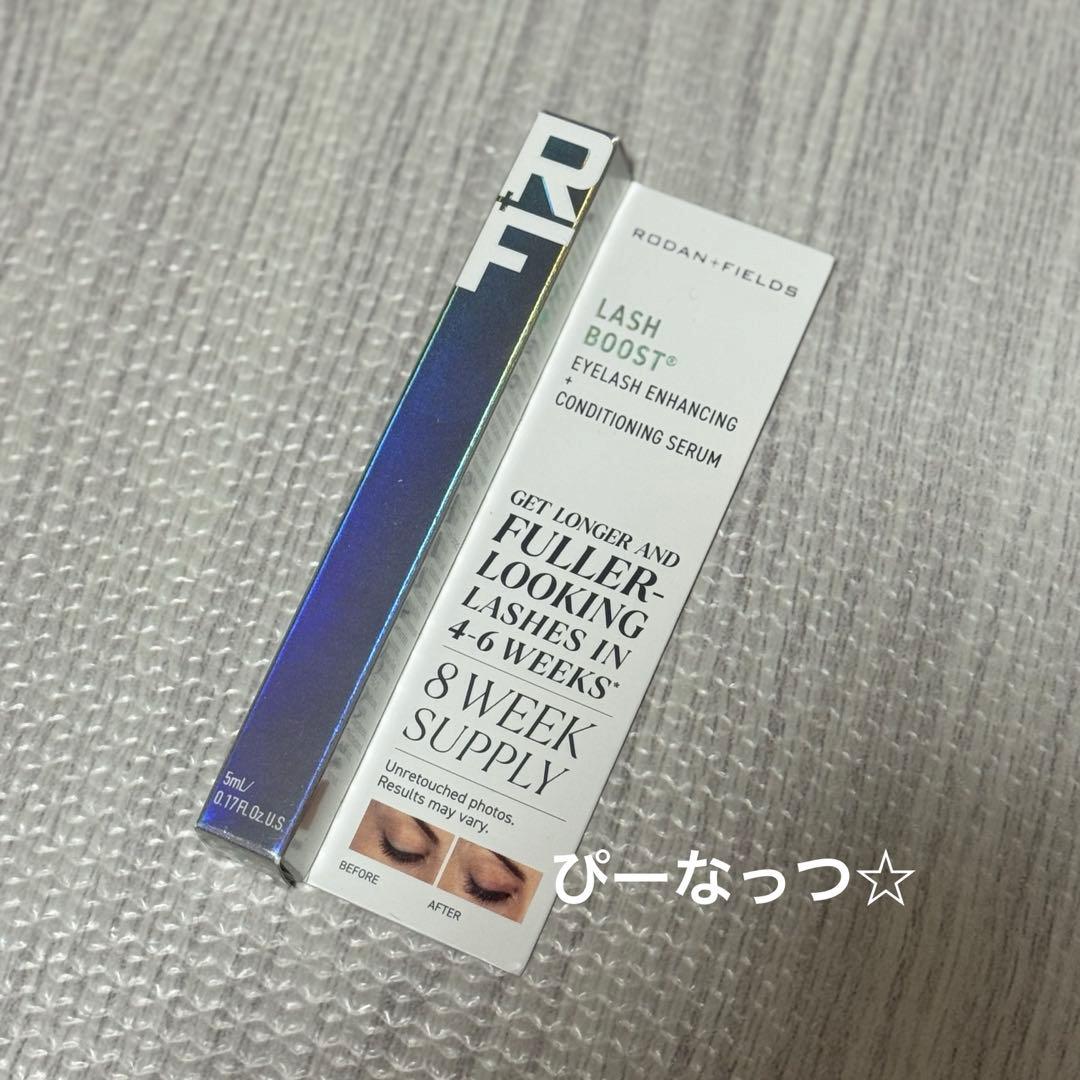 R
+
F
5mL/
0.17 Fl. Oz. U.S.
RODAN+FIELDS
LASH
BOOST®
EYELASH ENHANCING
+
CONDITIONING SERUM
GET LONGER AND
FULLER-
LOOKING
LASHES IN
4-6 WEEKS*
8 WEEK
SUPPLY
Unretouched photos.
Results may vary.
BEFORE
AFTER
ぴーなっつ☆